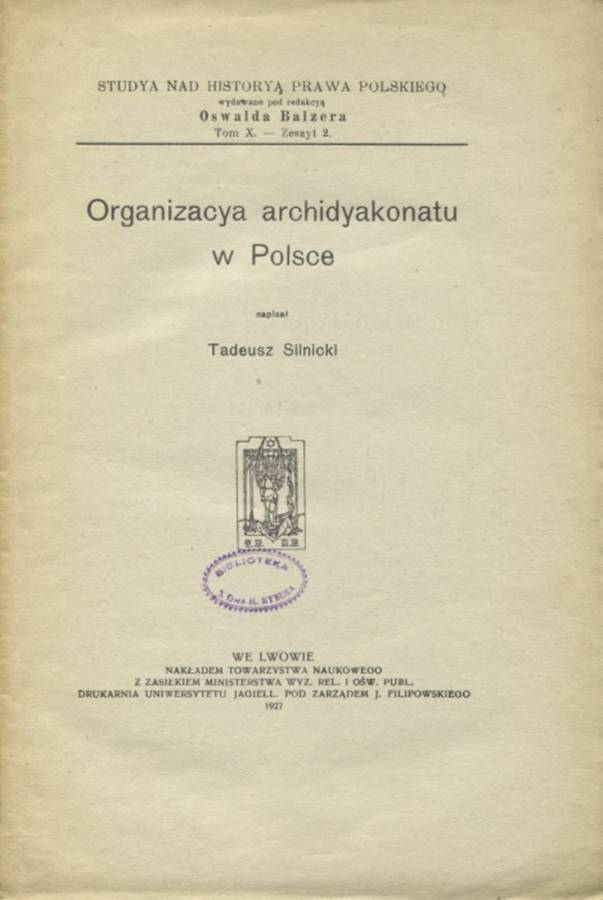 STUDYA NAD HISTORYĄ PRAWA POLSKIEGO
wydawane pod redakcyą
Oswalda Balzera
Tom X. — Zeszyt 2.
Organizacya archidyakonatu
w Polsce
napisał
Tadeusz Silnicki
BIBLIOTEKA
WE LWOWIE
NAKŁADEM TOWARZYSTWA NAUKOWEGO
Z ZASIŁKIEM MINISTERSTWA WYZ. REL. I OŚW. PUBL.
DRUKARNIA UNIWERSYTETU JAGIELL. POD ZARZĄDEM J. FILIPOWSKIEGO
1927